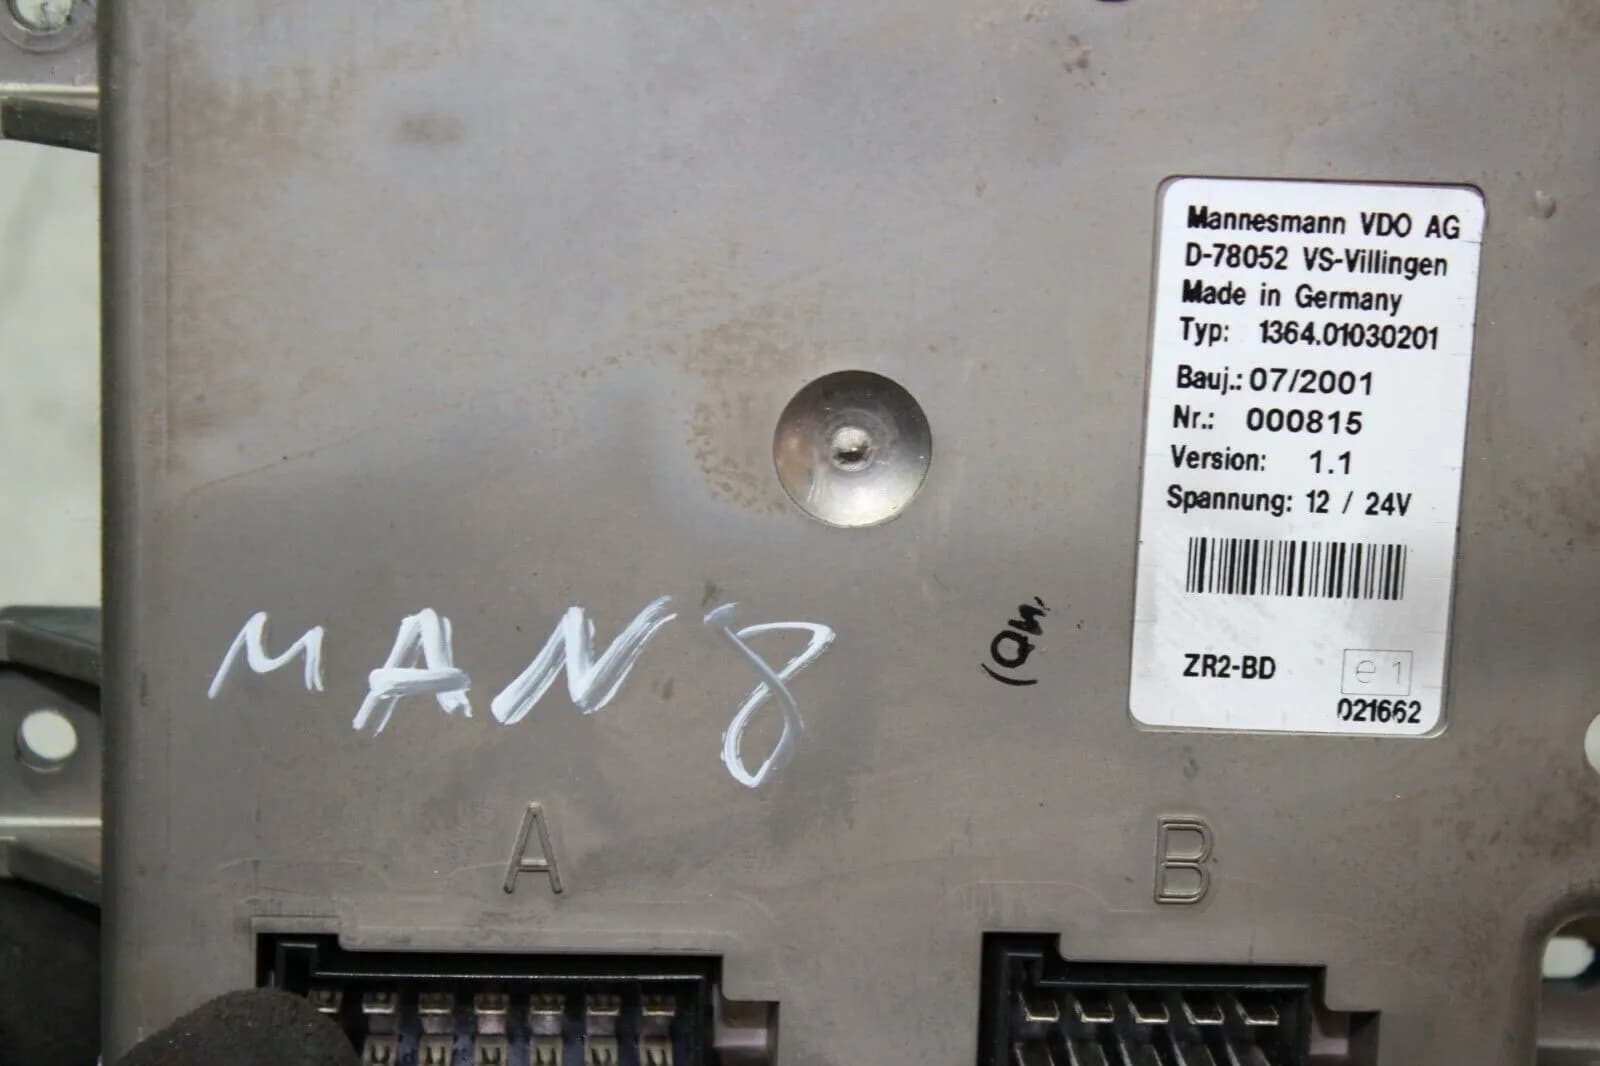 Mannesmann VDO AG
D-78052 VS-Villingen
Made in Germany
Typ: 1364.01030201
Bauj.: 07/2001
Nr.: 000815
Version: 1.1
Spannung: 12 / 24V
ZR2-BD
e1
021662
MAN 8
A
B